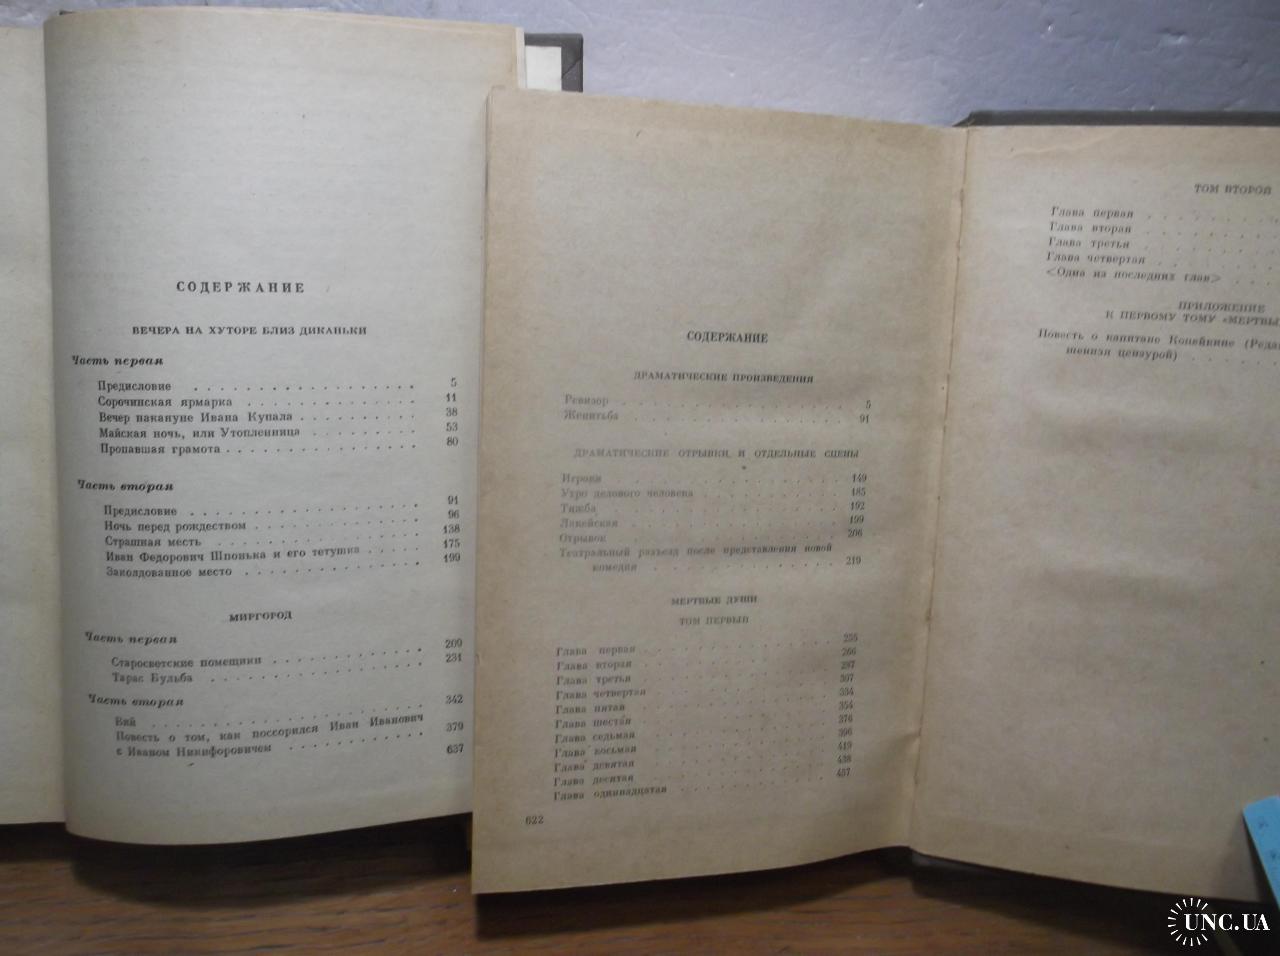 СОДЕРЖАНИЕ
ВЕЧЕРА НА ХУТОРЕ БЛИЗ ДИКАНЬКИ
Часть первая
Предисловие . . . . . . . . . . . . . . 5
Сорочинская ярмарка . . . . . . . . . . . 11
Вечер накануне Ивана Купала . . . . . . . . 38
Майская ночь, или Утопленница . . . . . . . 53
Пропавшая грамота . . . . . . . . . . . . 80
Часть вторая
Предисловие . . . . . . . . . . . . . . 91
Ночь перед рождеством . . . . . . . . . . 96
Страшная месть . . . . . . . . . . . . . 138
Иван Федорович Шпонька и его тетушка . . . . 175
Заколдованное место . . . . . . . . . . . 199
МИРГОРОД
Часть первая
Старосветские помещики . . . . . . . . . . 209
Тарас Бульба . . . . . . . . . . . . . . 231
Часть вторая
Вий . . . . . . . . . . . . . . . . . . 342
Повесть о том, как поссорился Иван Иванович
с Иваном Никифоровичем . . . . . . . . . . 379
637
СОДЕРЖАНИЕ
ДРАМАТИЧЕСКИЕ ПРОИЗВЕДЕНИЯ
Ревизор . . . . . . . . . . . . . . . . 5
Женитьба . . . . . . . . . . . . . . . . 91
ДРАМАТИЧЕСКИЕ ОТРЫВКИ И ОТДЕЛЬНЫЕ СЦЕНЫ
Игроки . . . . . . . . . . . . . . . . . 149
Утро делового человека . . . . . . . . . . 185
Тяжба . . . . . . . . . . . . . . . . . 192
Лакейская . . . . . . . . . . . . . . . 199
Отрывок . . . . . . . . . . . . . . . . 206
Театральный разъезд после представления новой
комедии . . . . . . . . . . . . . . . . 219
МЕРТВЫЕ ДУШИ
ТОМ ПЕРВЫЙ
Глава первая . . . . . . . . . . . . . . 255
Глава вторая . . . . . . . . . . . . . . 266
Глава третья . . . . . . . . . . . . . . 287
Глава четвертая . . . . . . . . . . . . . 307
Глава пятая . . . . . . . . . . . . . . 334
Глава шестая . . . . . . . . . . . . . . 354
Глава седьмая . . . . . . . . . . . . . . 376
Глава восьмая . . . . . . . . . . . . . . 396
Глава девятая . . . . . . . . . . . . . . 419
Глава десятая . . . . . . . . . . . . . . 438
Глава одиннадцатая . . . . . . . . . . . . 457
622
ТОМ ВТОРОЙ
Глава первая . . . . . . . .
Глава вторая . . . . . . . .
Глава третья . . . . . . . .
Глава четвертая . . . . . . .
<Одна из последних глав> . . . .
ПРИЛОЖЕНИЕ
К ПЕРВОМУ ТОМУ «МЕРТВЫ
Повесть о капитане Копейкине (Реда
шенная цензурой) . . . . . .
UNC.UA